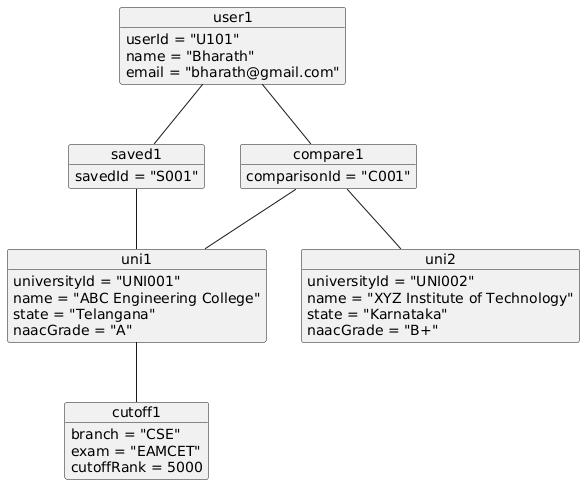 user1
userId = "U101"
name = "Bharath"
email = "bharath@gmail.com"
saved1
savedId = "S001"
compare1
comparisonId = "C001"
uni1
universityId = "UNI001"
name = "ABC Engineering College"
state = "Telangana"
naacGrade = "A"
uni2
universityId = "UNI002"
name = "XYZ Institute of Technology"
state = "Karnataka"
naacGrade = "B+"
cutoff1
branch = "CSE"
exam = "EAMCET"
cutoffRank = 5000